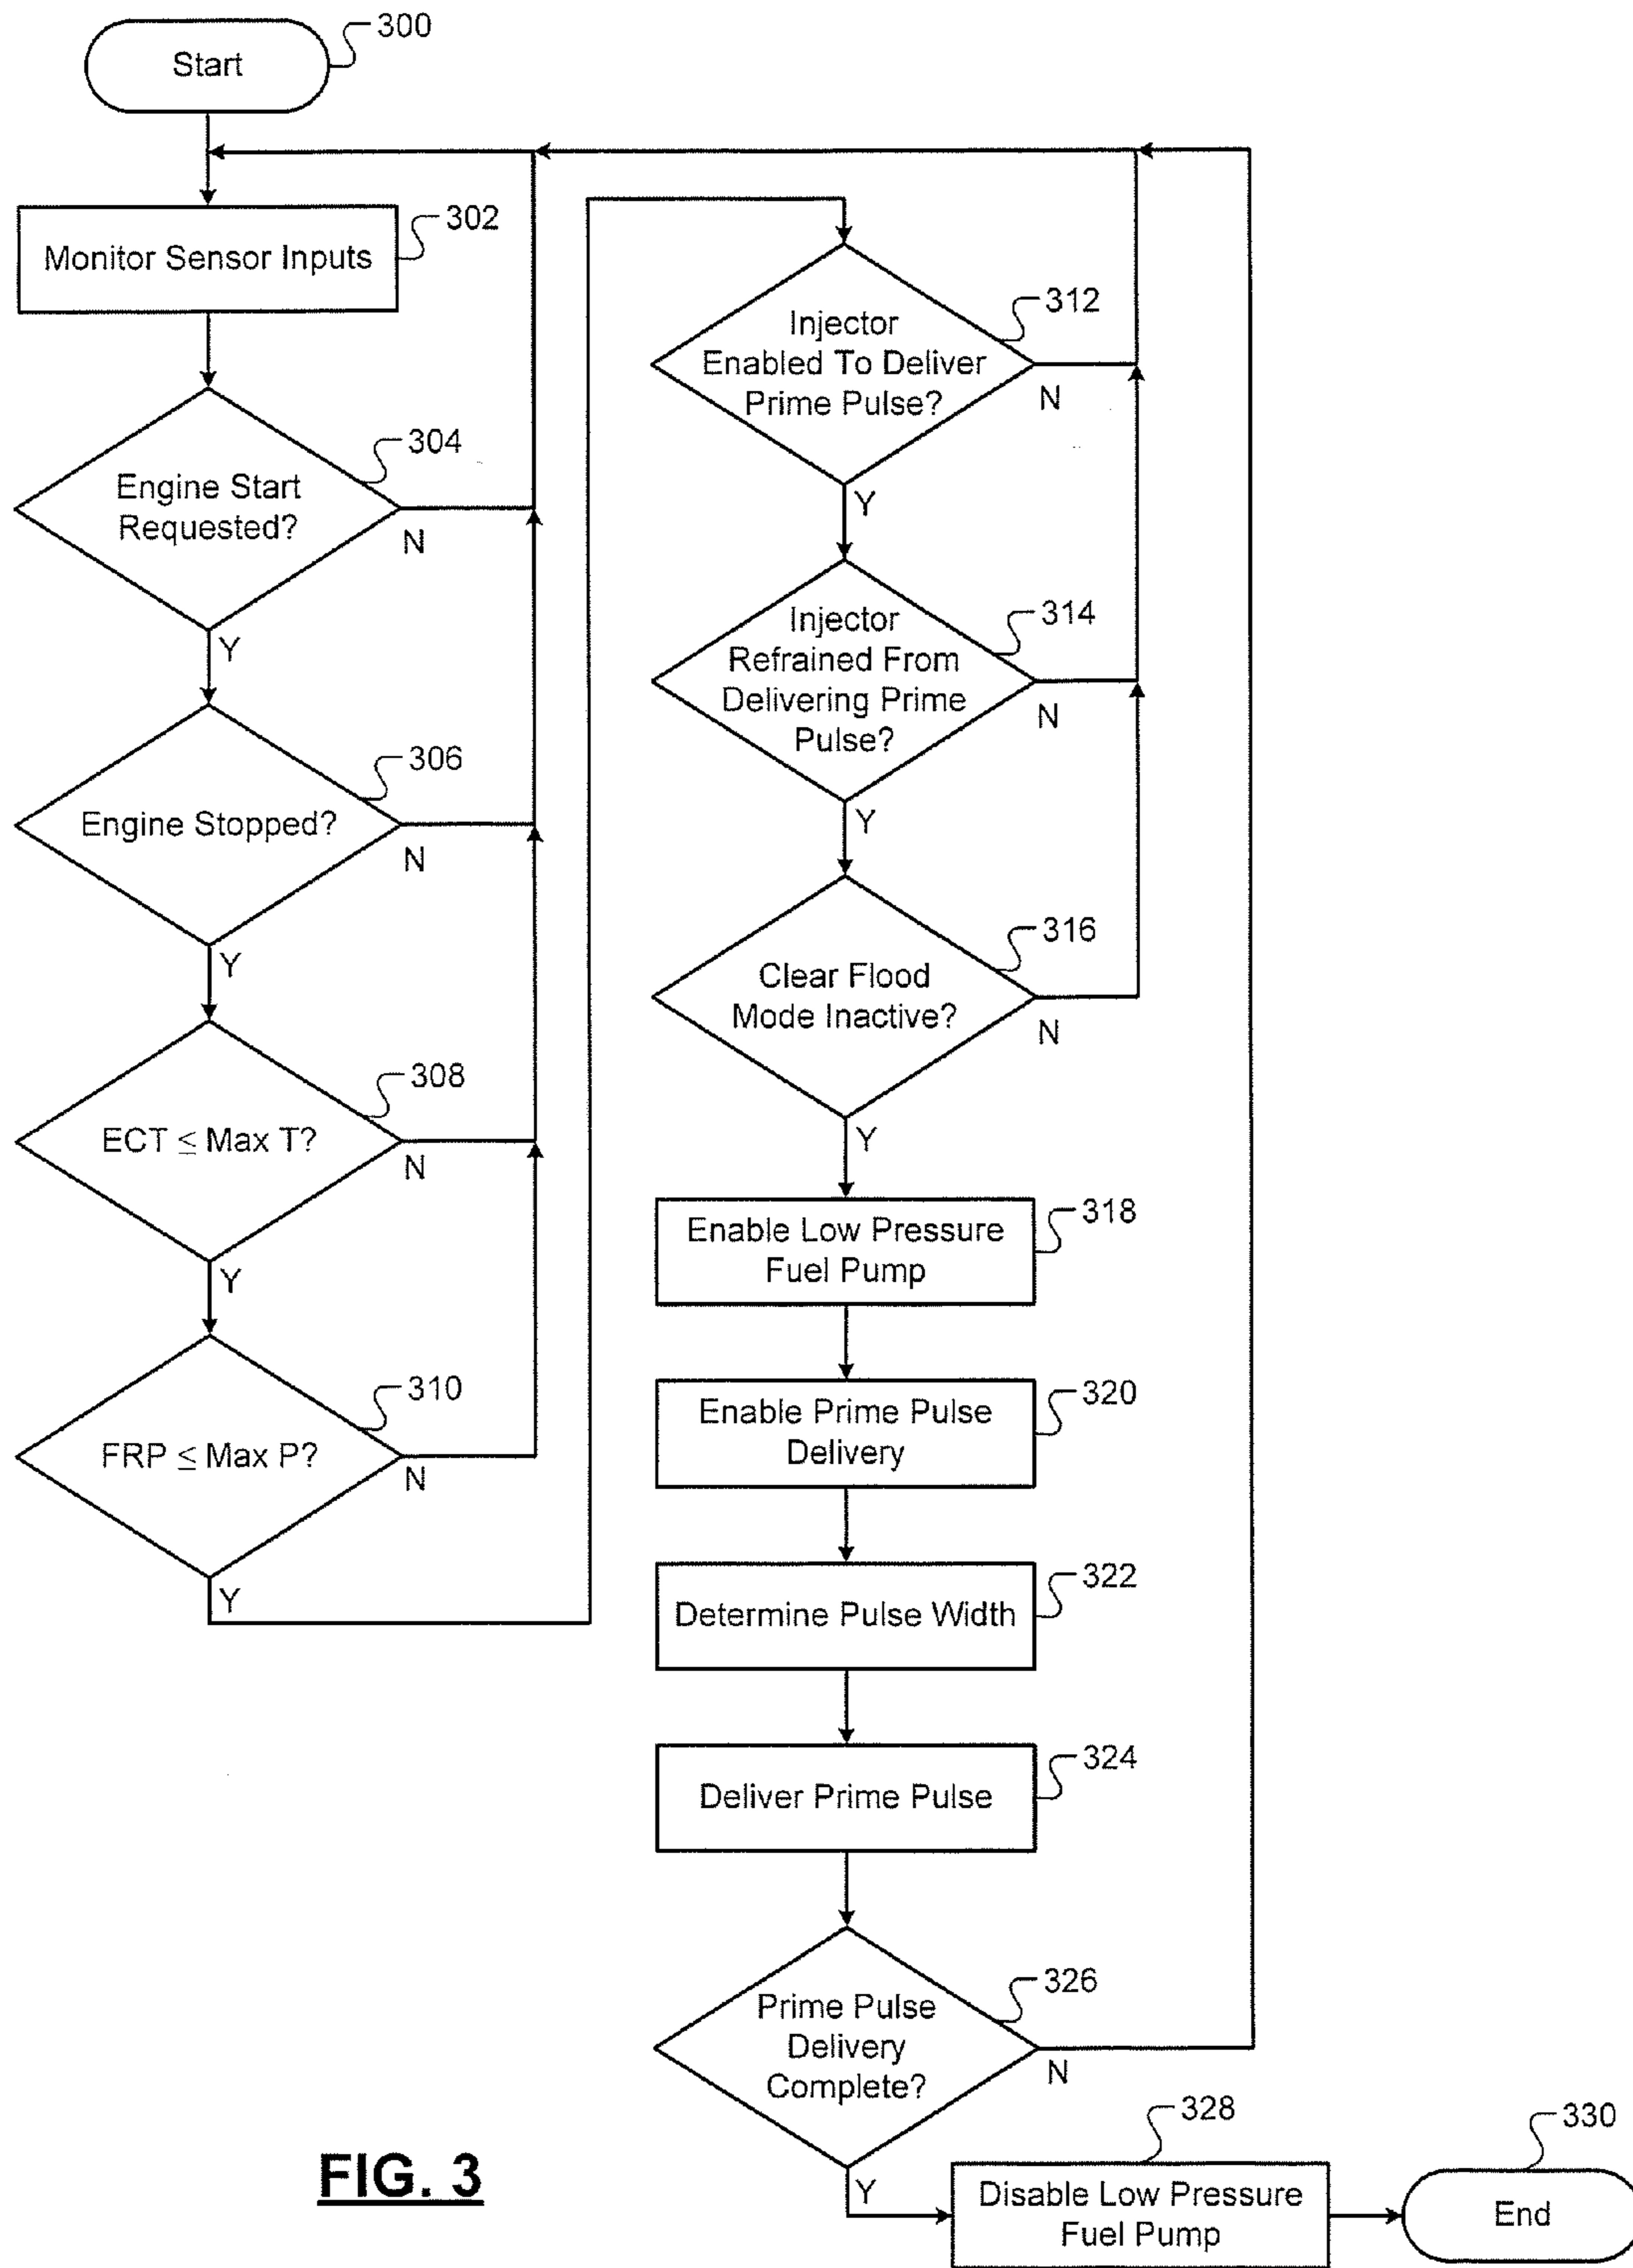 Start
300
Monitor Sensor Inputs
302
Engine Start
Requested?
304
N
Y
Engine Stopped?
306
N
Y
ECT ≤ Max T?
308
N
Y
FRP ≤ Max P?
310
N
Y
Injector
Enabled To Deliver
Prime Pulse?
312
N
Y
Injector
Refrained From
Delivering Prime
Pulse?
314
N
Y
Clear Flood
Mode Inactive?
316
N
Y
Enable Low Pressure
Fuel Pump
318
Enable Prime Pulse
Delivery
320
Determine Pulse Width
322
Deliver Prime Pulse
324
Prime Pulse
Delivery
Complete?
326
N
Y
Disable Low Pressure
Fuel Pump
328
End
330
FIG. 3